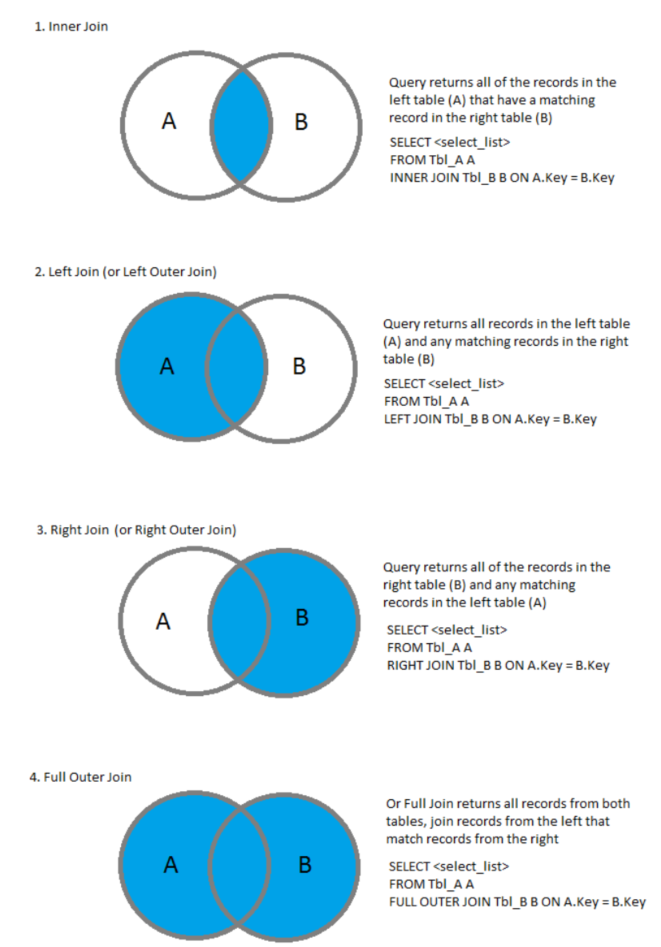 1. Inner Join
A
B
Query returns all of the records in the
left table (A) that have a matching
record in the right table (B)
SELECT <select_list>
FROM Tbl_A A
INNER JOIN Tbl_B B ON A.Key = B.Key
2. Left Join (or Left Outer Join)
A
B
Query returns all records in the left table
(A) and any matching records in the right
table (B)
SELECT <select_list>
FROM Tbl_A A
LEFT JOIN Tbl_B B ON A.Key = B.Key
3. Right Join (or Right Outer Join)
A
B
Query returns all of the records in the
right table (B) and any matching
records in the left table (A)
SELECT <select_list>
FROM Tbl_A A
RIGHT JOIN Tbl_B B ON A.Key = B.Key
4. Full Outer Join
A
B
Or Full Join returns all records from both
tables, join records from the left that
match records from the right
SELECT <select_list>
FROM Tbl_A A
FULL OUTER JOIN Tbl_B B ON A.Key = B.Key